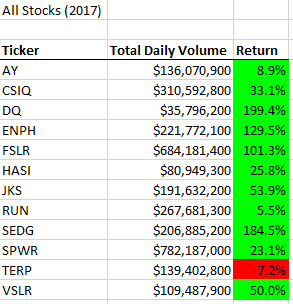 All Stocks (2017)
Ticker Total Daily Volume Return
AY $136,070,900 8.9%
CSIQ $310,592,800 33.1%
DQ $35,796,200 199.4%
ENPH $221,772,100 129.5%
FSLR $684,181,400 101.3%
HASI $80,949,300 25.8%
JKS $191,632,200 53.9%
RUN $267,681,300 5.5%
SEDG $206,885,200 184.5%
SPWR $782,187,000 23.1%
TERP $139,402,800 -7.2%
VSLR $109,487,900 50.0%